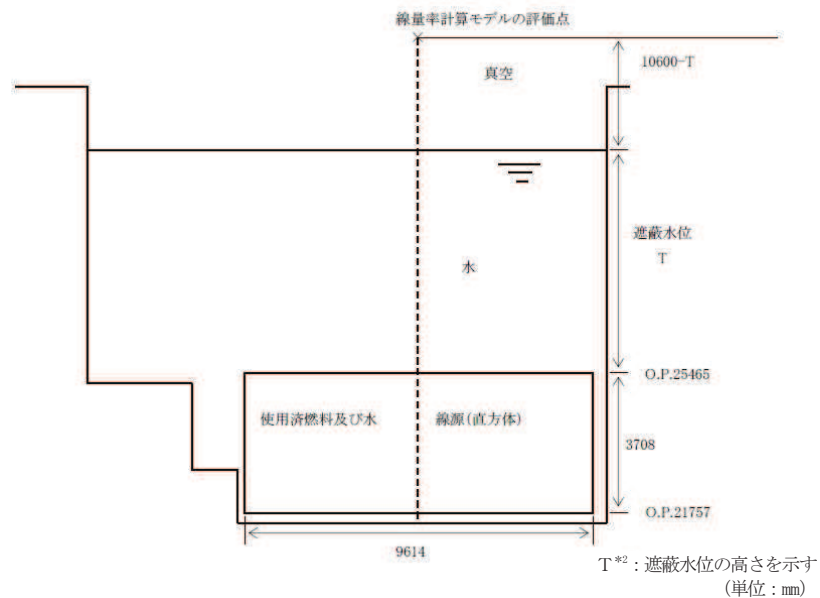 線量率計算モデルの評価点
10600-T
真空
遮蔽水位
T
水
O.P.25465
使用済燃料及び水
線源(直方体)
3708
O.P.21757
9614
T*2:遮蔽水位の高さを示す
(単位:mm)